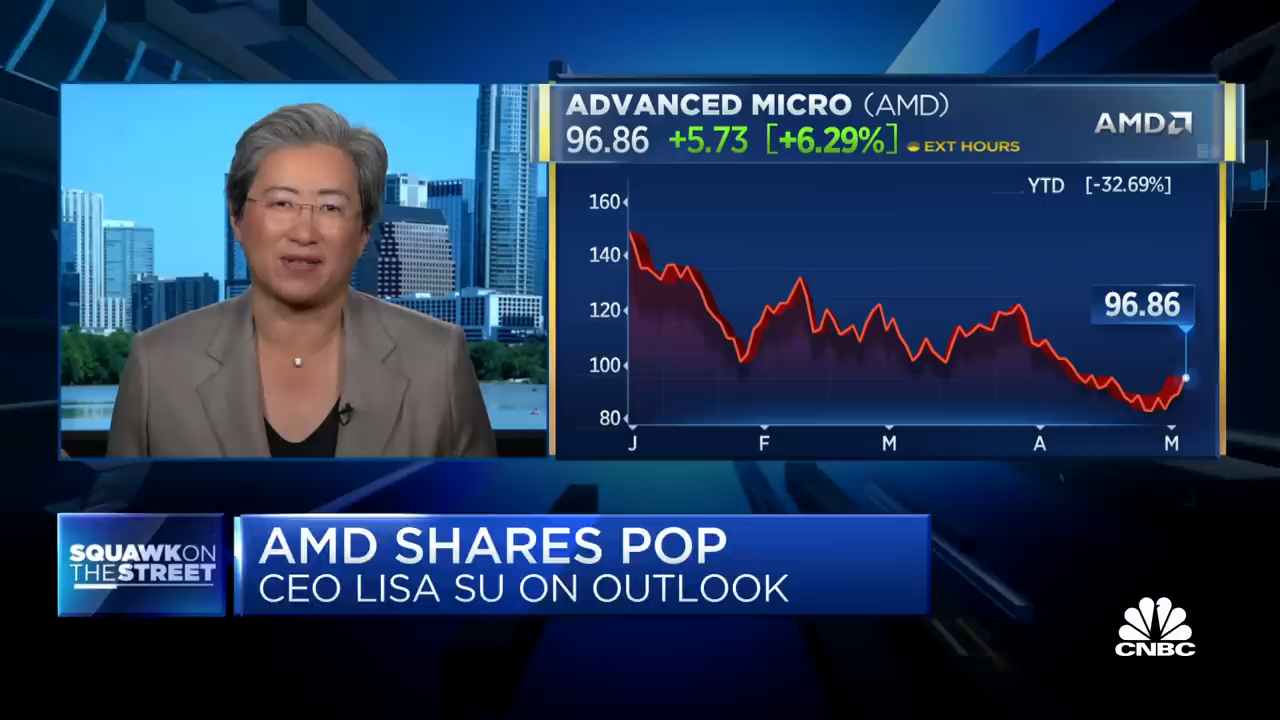 ADVANCED MICRO (AMD)
AMD
96.86 +5.73 [+6.29%] EXT HOURS
YTD [-32.69%]
160
140
120
100
80
96.86
J F M A M
SQUAWK ON
THE STREET
AMD SHARES POP
CEO LISA SU ON OUTLOOK
CNBC